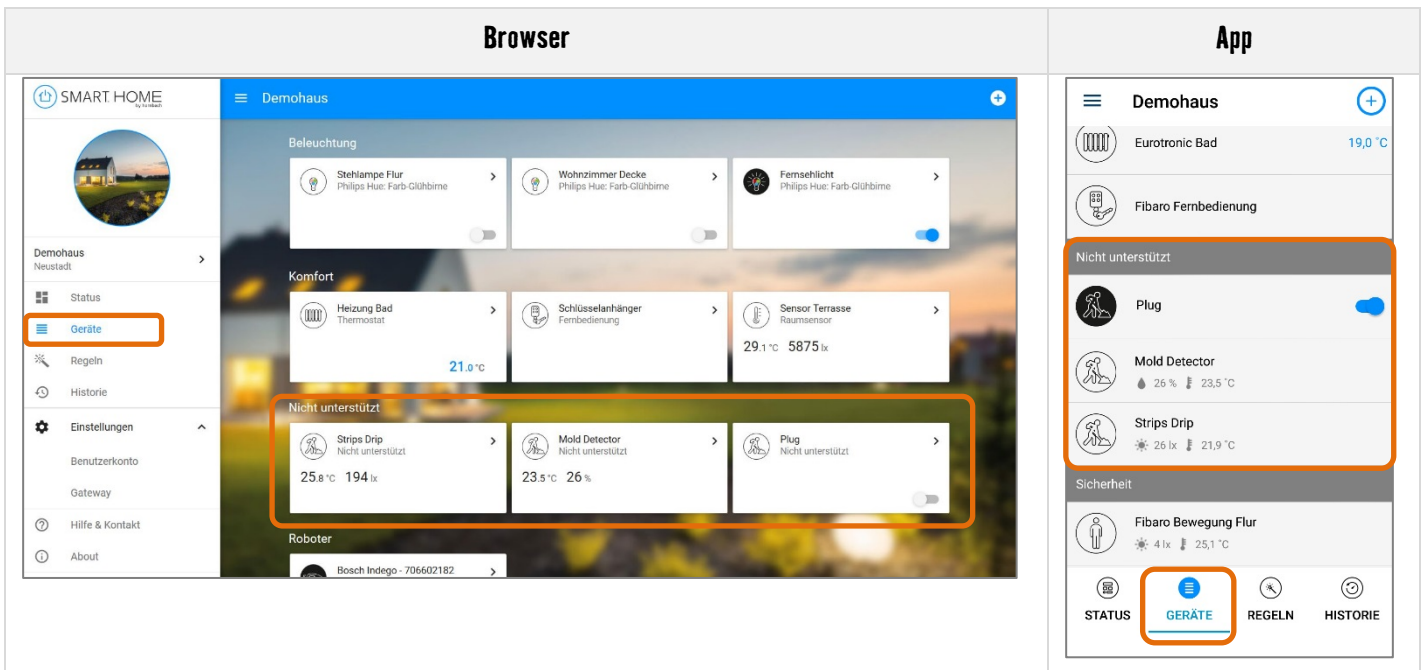 Browser
App
SMART HOME
by hornbach
Demohaus
Neustadt
Status
Geräte
Regeln
Historie
Einstellungen
Benutzerkonto
Gateway
Hilfe & Kontakt
About
Demohaus
Beleuchtung
Stehlampe Flur
Philips Hue: Farb-Glühbirne
Wohnzimmer Decke
Philips Hue: Farb-Glühbirne
Fernsehlicht
Philips Hue: Farb-Glühbirne
Komfort
Heizung Bad
Thermostat
21.0 °C
Schlüsselanhänger
Fernbedienung
Sensor Terrasse
Raumsensor
29.1 °C 5875 lx
Nicht unterstützt
Strips Drip
Nicht unterstützt
25.8 °C 194 lx
Mold Detector
Nicht unterstützt
23.5 °C 26 %
Plug
Nicht unterstützt
Roboter
Bosch Indego - 706602182
Demohaus
Eurotronic Bad 19,0 °C
Fibaro Fernbedienung
Nicht unterstützt
Plug
Mold Detector
26 % 23,5 °C
Strips Drip
26 lx 21,9 °C
Sicherheit
Fibaro Bewegung Flur
4 lx 25,1 °C
STATUS GERÄTE REGELN HISTORIE